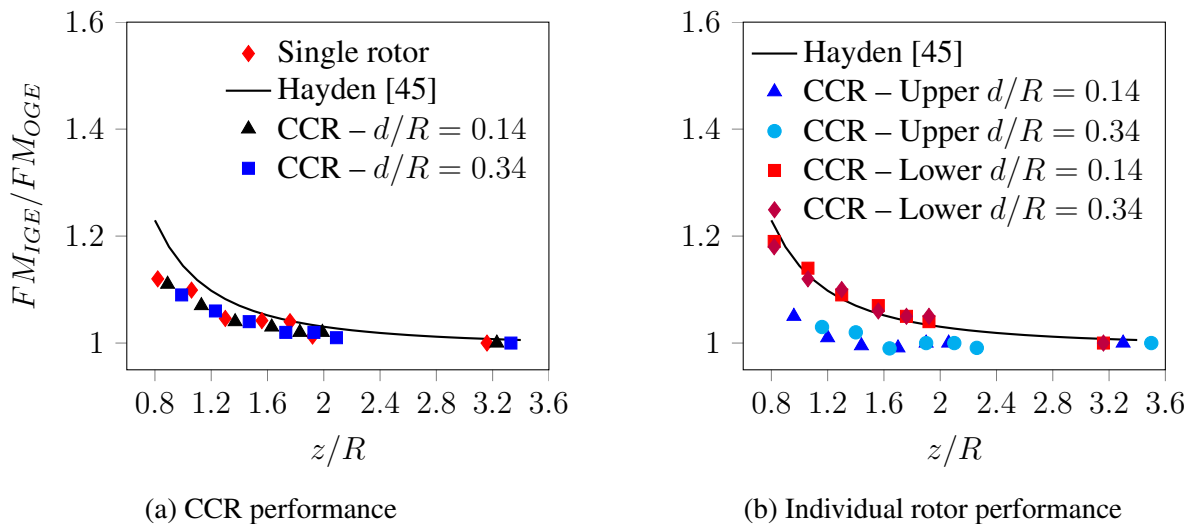 1.6
1.4
1.2
1
FM_IGE/FM_OGE
Single rotor
Hayden [45]
CCR – d/R = 0.14
CCR – d/R = 0.34
0.8 1.2 1.6 2 2.4 2.8 3.2 3.6
z/R
(a) CCR performance
1.6
1.4
1.2
1
Hayden [45]
CCR – Upper d/R = 0.14
CCR – Upper d/R = 0.34
CCR – Lower d/R = 0.14
CCR – Lower d/R = 0.34
0.8 1.2 1.6 2 2.4 2.8 3.2 3.6
z/R
(b) Individual rotor performance